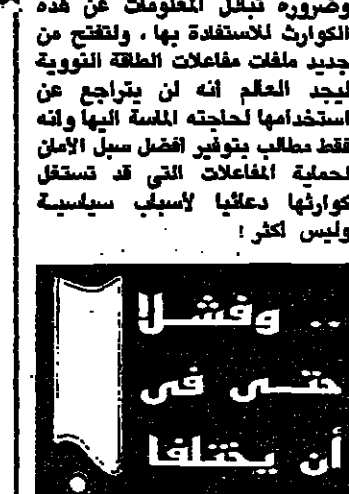 وضرورة تبادل المعلومات عن هذه
الكوارث للاستفادة بها ، ولتفتح من
جديد ملفات مفاعلات الطاقة النووية
ليجد العالم أنه لن يتراجع عن
استخدامها لحاجته الماسة اليها وانه
فقط مطالب بتوفير افضل سبل الأمان
لحماية المفاعلات التي قد تستغل
كوارثها دعائيا لأسباب سياسية
وليس أكثر !
.. وفشلا
حتى فى
أن يختلفا